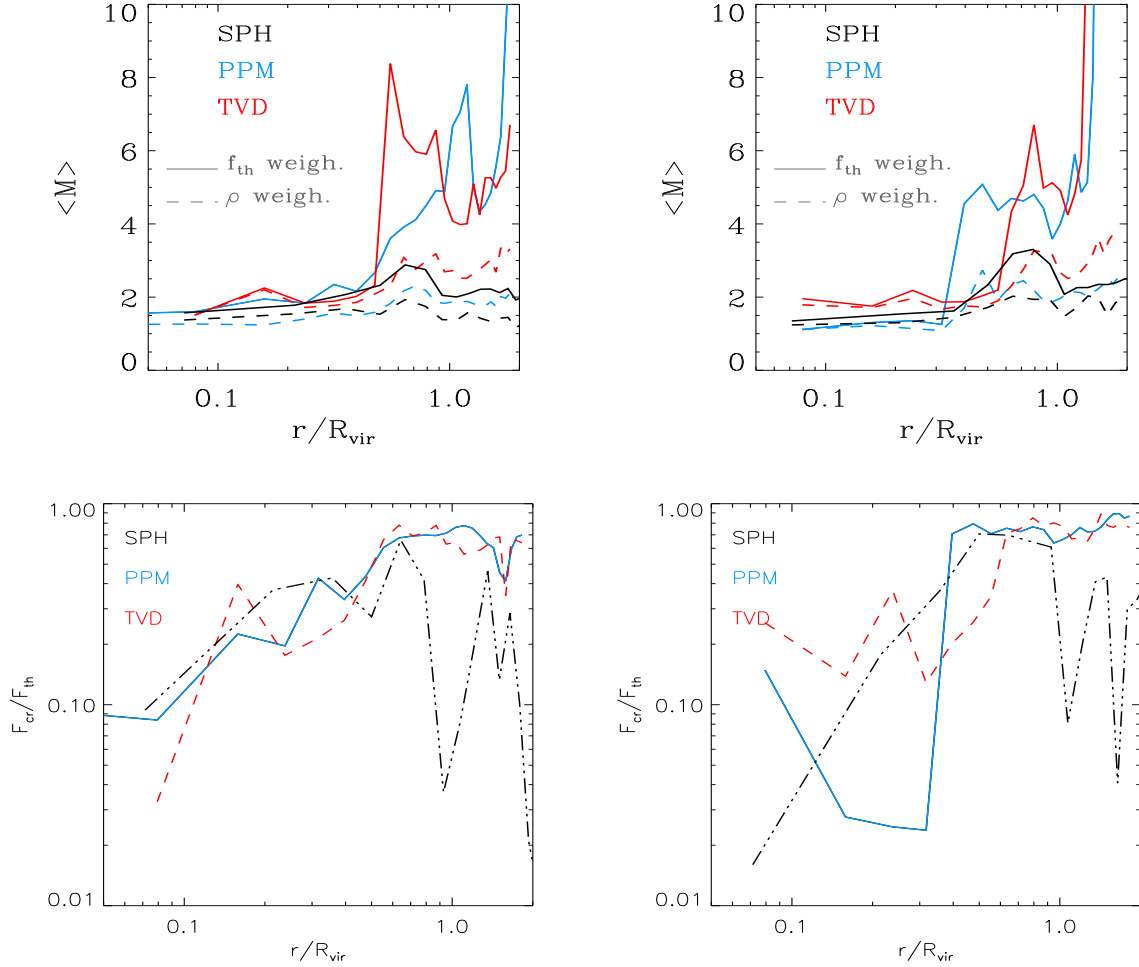 10
8
6
4
2
0
<M>
SPH
PPM
TVD
f_th weigh.
ρ weigh.
0.1 1.0
r/R_vir
10
8
6
4
2
0
<M>
SPH
PPM
TVD
f_th weigh.
ρ weigh.
0.1 1.0
r/R_vir
1.00
0.10
0.01
F_cr/F_th
SPH
PPM
TVD
0.1 1.0
r/R_vir
1.00
0.10
0.01
F_cr/F_th
SPH
PPM
TVD
0.1 1.0
r/R_vir